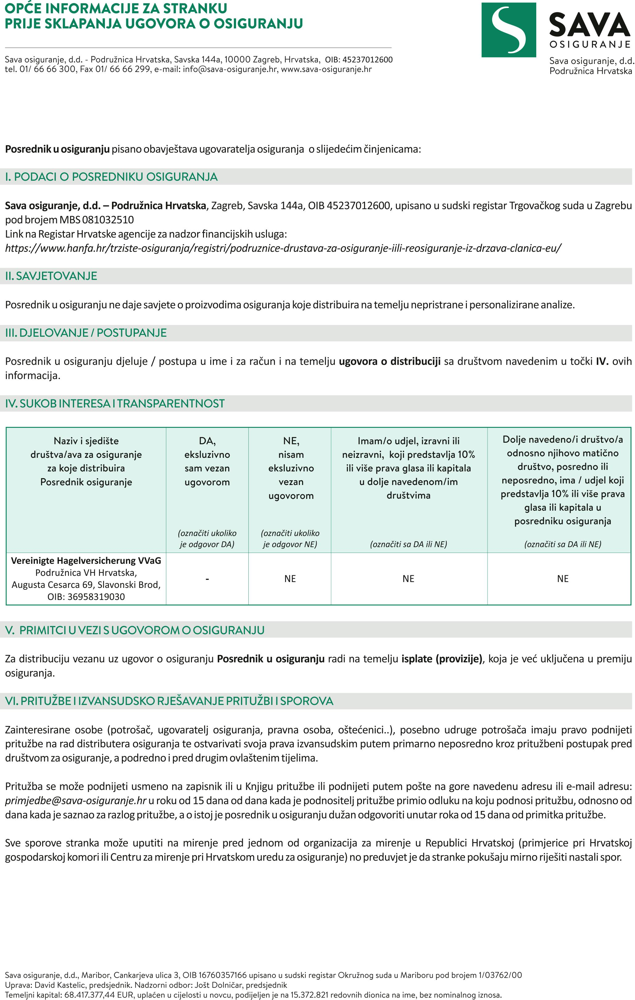 OPĆE INFORMACIJE ZA STRANKU
PRIJE SKLAPANJA UGOVORA O OSIGURANJU
Sava osiguranje, d.d. - Podružnica Hrvatska, Savska 144a, 10000 Zagreb, Hrvatska, OIB: 45237012600
tel. 01/ 66 66 300, Fax 01/ 66 66 299, e-mail: info@sava-osiguranje.hr, www.sava-osiguranje.hr
SAVA
OSIGURANJE
Sava osiguranje, d.d.
Podružnica Hrvatska
Posrednik u osiguranju pisano obavještava ugovaratelja osiguranja o slijedećim činjenicama:
I. PODACI O POSREDNIKU OSIGURANJA
Sava osiguranje, d.d. – Podružnica Hrvatska, Zagreb, Savska 144a, OIB 45237012600, upisano u sudski registar Trgovačkog suda u Zagrebu
pod brojem MBS 081032510
Link na Registar Hrvatske agencije za nadzor financijskih usluga:
https://www.hanfa.hr/trziste-osiguranja/registri/podruznice-drustava-za-osiguranje-iili-reosiguranje-iz-drzava-clanica-eu/
II. SAVJETOVANJE
Posrednik u osiguranju ne daje savjete o proizvodima osiguranja koje distribuira na temelju nepristrane i personalizirane analize.
III. DJELOVANJE / POSTUPANJE
Posrednik u osiguranju djeluje / postupa u ime i za račun i na temelju ugovora o distribuciji sa društvom navedenim u točki IV. ovih
informacija.
IV. SUKOB INTERESA I TRANSPARENTNOST
Naziv i sjedište
društva/ava za osiguranje
za koje distribuira
Posrednik osiguranje
DA,
eksluzivno
sam vezan
ugovorom
(označiti ukoliko
je odgovor DA)
NE,
nisam
eksluzivno
vezan
ugovorom
(označiti ukoliko
je odgovor NE)
Imam/o udjel, izravni ili
neizravni, koji predstavlja 10%
ili više prava glasa ili kapitala
u dolje navedenom/im
društvima
(označiti sa DA ili NE)
Dolje navedeno/i društvo/a
odnosno njihovo matično
društvo, posredno ili
neposredno, ima / udjel koji
predstavlja 10% ili više prava
glasa ili kapitala u
posredniku osiguranja
(označiti sa DA ili NE)
Vereinigte Hagelversicherung VVaG
Podružnica VH Hrvatska,
Augusta Cesarca 69, Slavonski Brod,
OIB: 36958319030
-
NE
NE
NE
V. PRIMITCI U VEZI S UGOVOROM O OSIGURANJU
Za distribuciju vezanu uz ugovor o osiguranju Posrednik u osiguranju radi na temelju isplate (provizije), koja je već uključena u premiju
osiguranja.
VI. PRITUŽBE I IZVANSUDSKO RJEŠAVANJE PRITUŽBI I SPOROVA
Zainteresirane osobe (potrošač, ugovaratelj osiguranja, pravna osoba, oštećenici..), posebno udruge potrošača imaju pravo podnijeti
pritužbe na rad distributera osiguranja te ostvarivati svoja prava izvansudskim putem primarno neposredno kroz pritužbeni postupak pred
društvom za osiguranje, a podredno i pred drugim ovlaštenim tijelima.
Pritužba se može podnijeti usmeno na zapisnik ili u Knjigu pritužbe ili podnijeti putem pošte na gore navedenu adresu ili e-mail adresu:
primjedbe@sava-osiguranje.hr u roku od 15 dana od dana kada je podnositelj pritužbe primio odluku na koju podnosi pritužbu, odnosno od
dana kada je saznao za razlog pritužbe, a o istoj je posrednik u osiguranju dužan odgovoriti unutar roka od 15 dana od primitka pritužbe.
Sve sporove stranka može uputiti na mirenje pred jednom od organizacija za mirenje u Republici Hrvatskoj (primjerice pri Hrvatskoj
gospodarskoj komori ili Centru za mirenje pri Hrvatskom uredu za osiguranje) no preduvjet je da stranke pokušaju mirno riješiti nastali spor.
Sava osiguranje, d.d., Maribor, Cankarjeva ulica 3, OIB 16760357166 upisano u sudski registar Okružnog suda u Mariboru pod brojem 1/03762/00
Uprava: David Kastelic, predsjednik. Nadzorni odbor: Jošt Dolničar, predsjednik
Temeljni kapital: 68.417.377,44 EUR, uplaćen u cijelosti u novcu, podijeljen je na 15.372.821 redovnih dionica na ime, bez nominalnog iznosa.